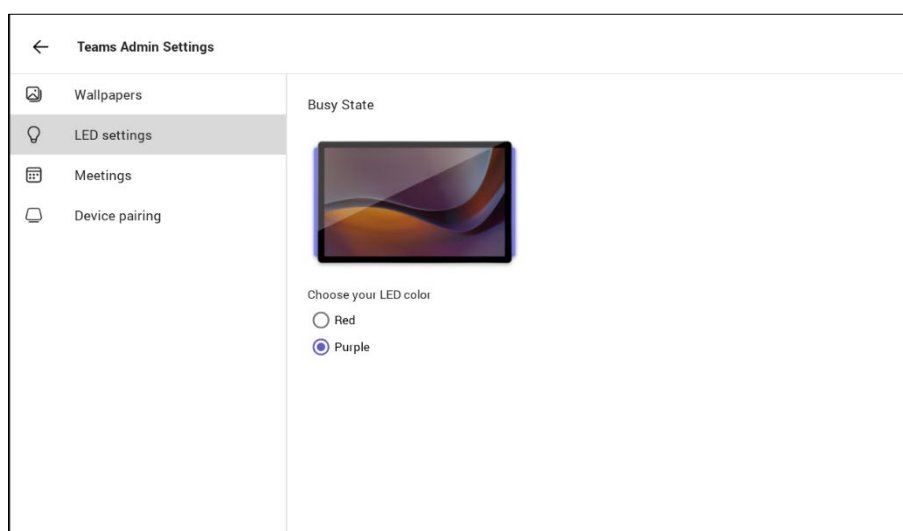 Teams Admin Settings
Wallpapers
LED settings
Meetings
Device pairing
Busy State
Choose your LED color
Red
Purple